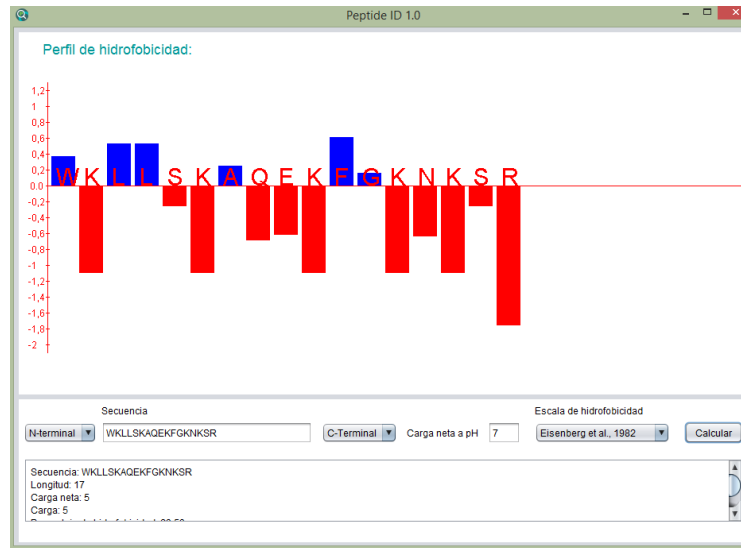 Peptide ID 1.0
Perfil de hidrofobicidad:
1,2
1
0,8
0,6
0,4
0,2
0.0
-0,2
-0,4
-0,6
-0,8
-1
-1,2
-1,4
-1,6
-1,8
-2
W K L L S K A Q E K F G K N K S R
Secuencia
Escala de hidrofobicidad
N-terminal WKLLSKAQEKFGKNKSR C-Terminal Carga neta a pH 7 Eisenberg et al., 1982 Calcular
Secuencia: WKLLSKAQEKFGKNKSR
Longitud: 17
Carga neta: 5
Carga: 5